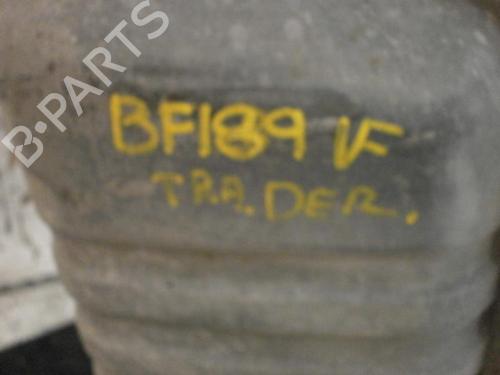 B-PARTS
BF189 VF
TRA. DER.